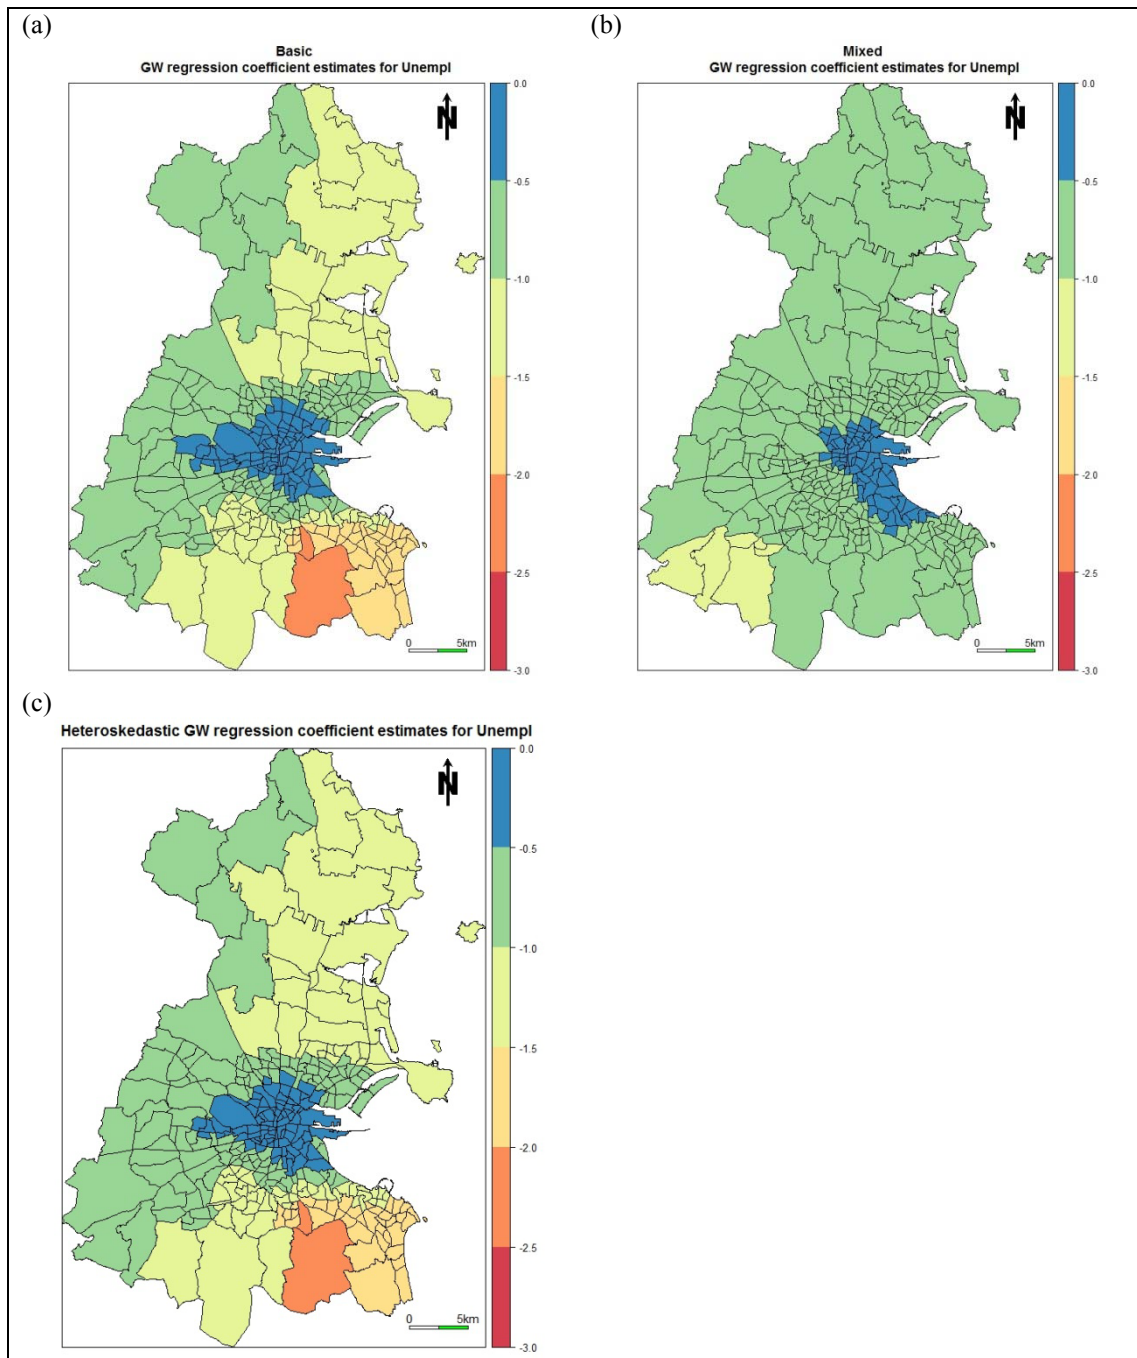 (a)
Basic
GW regression coefficient estimates for Unempl
N
0.0
-0.5
-1.0
-1.5
-2.0
-2.5
-3.0
0 5km
(b)
Mixed
GW regression coefficient estimates for Unempl
N
0.0
-0.5
-1.0
-1.5
-2.0
-2.5
-3.0
0 5km
(c)
Heteroskedastic GW regression coefficient estimates for Unempl
N
0.0
-0.5
-1.0
-1.5
-2.0
-2.5
-3.0
0 5km